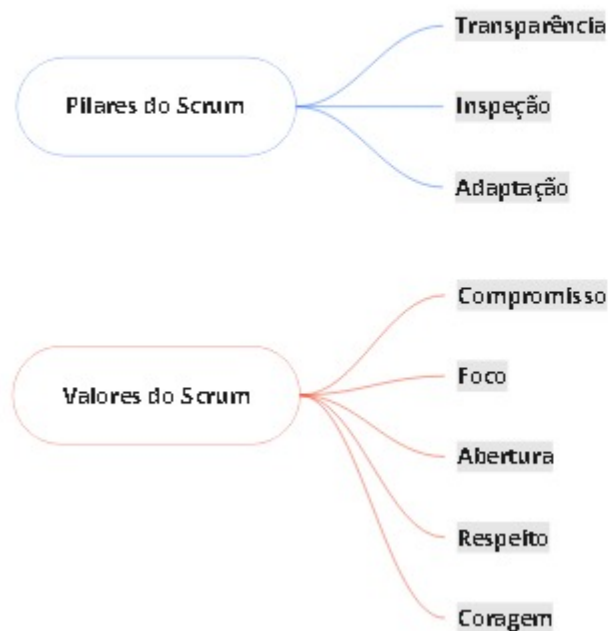 Pilares do Scrum
Transparência
Inspeção
Adaptação
Valores do Scrum
Compromisso
Foco
Abertura
Respeito
Coragem